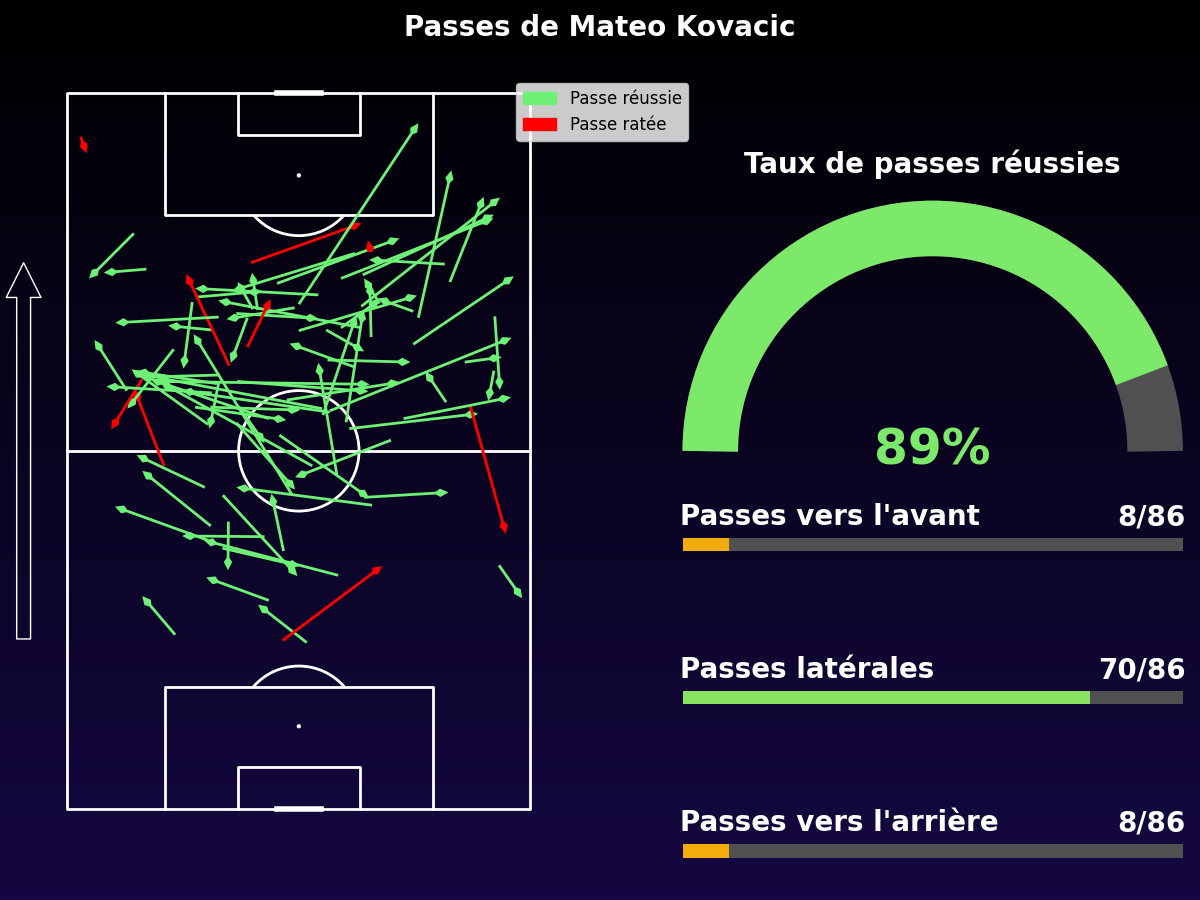 Passes de Mateo Kovacic
Passe réussie
Passe ratée
Taux de passes réussies
89%
Passes vers l'avant 8/86
Passes latérales 70/86
Passes vers l'arrière 8/86